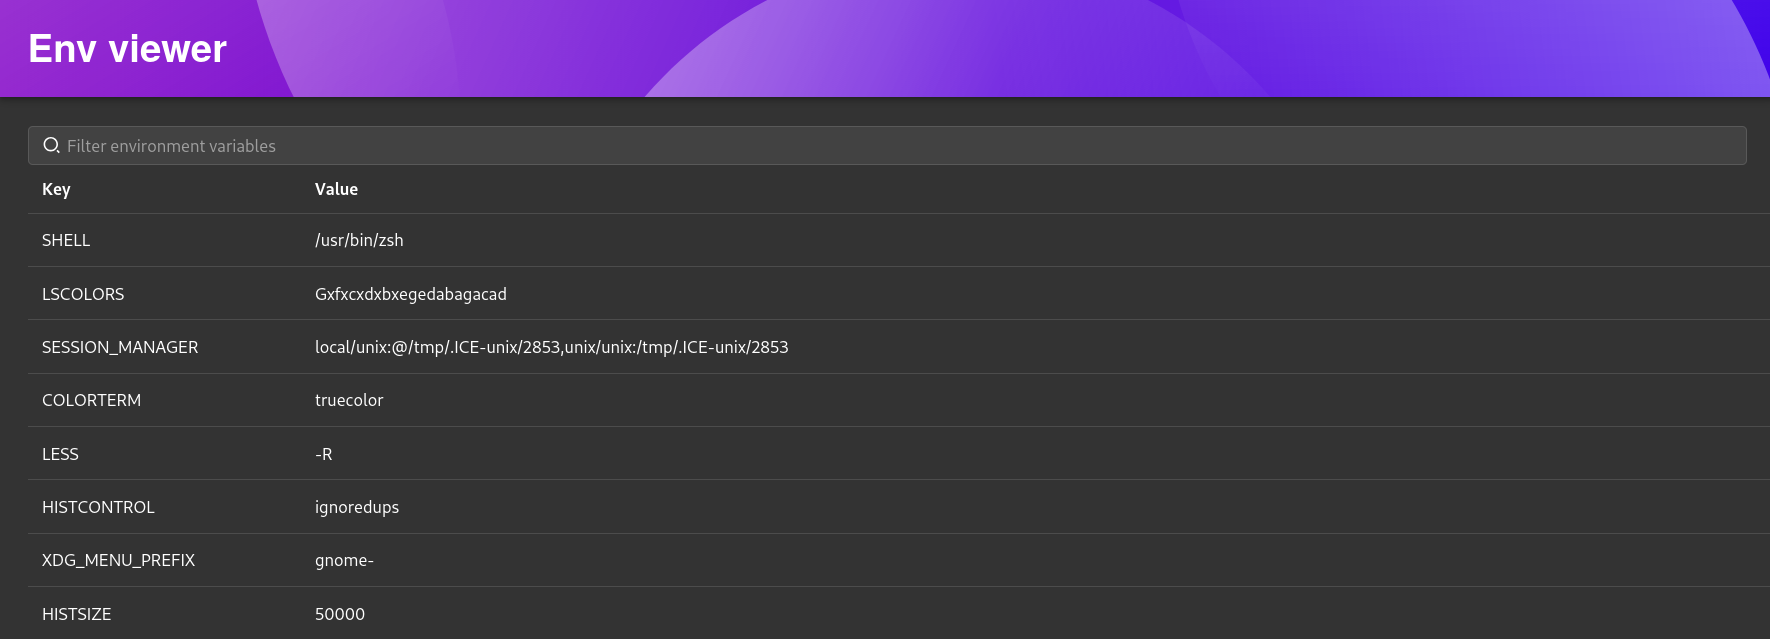 Env viewer
Filter environment variables
Key Value
SHELL /usr/bin/zsh
LSCOLORS Gxfxcxdxbxegedabagacad
SESSION_MANAGER local/unix:@/tmp/.ICE-unix/2853,unix/unix:/tmp/.ICE-unix/2853
COLORTERM truecolor
LESS -R
HISTCONTROL ignoredups
XDG_MENU_PREFIX gnome-
HISTSIZE 50000